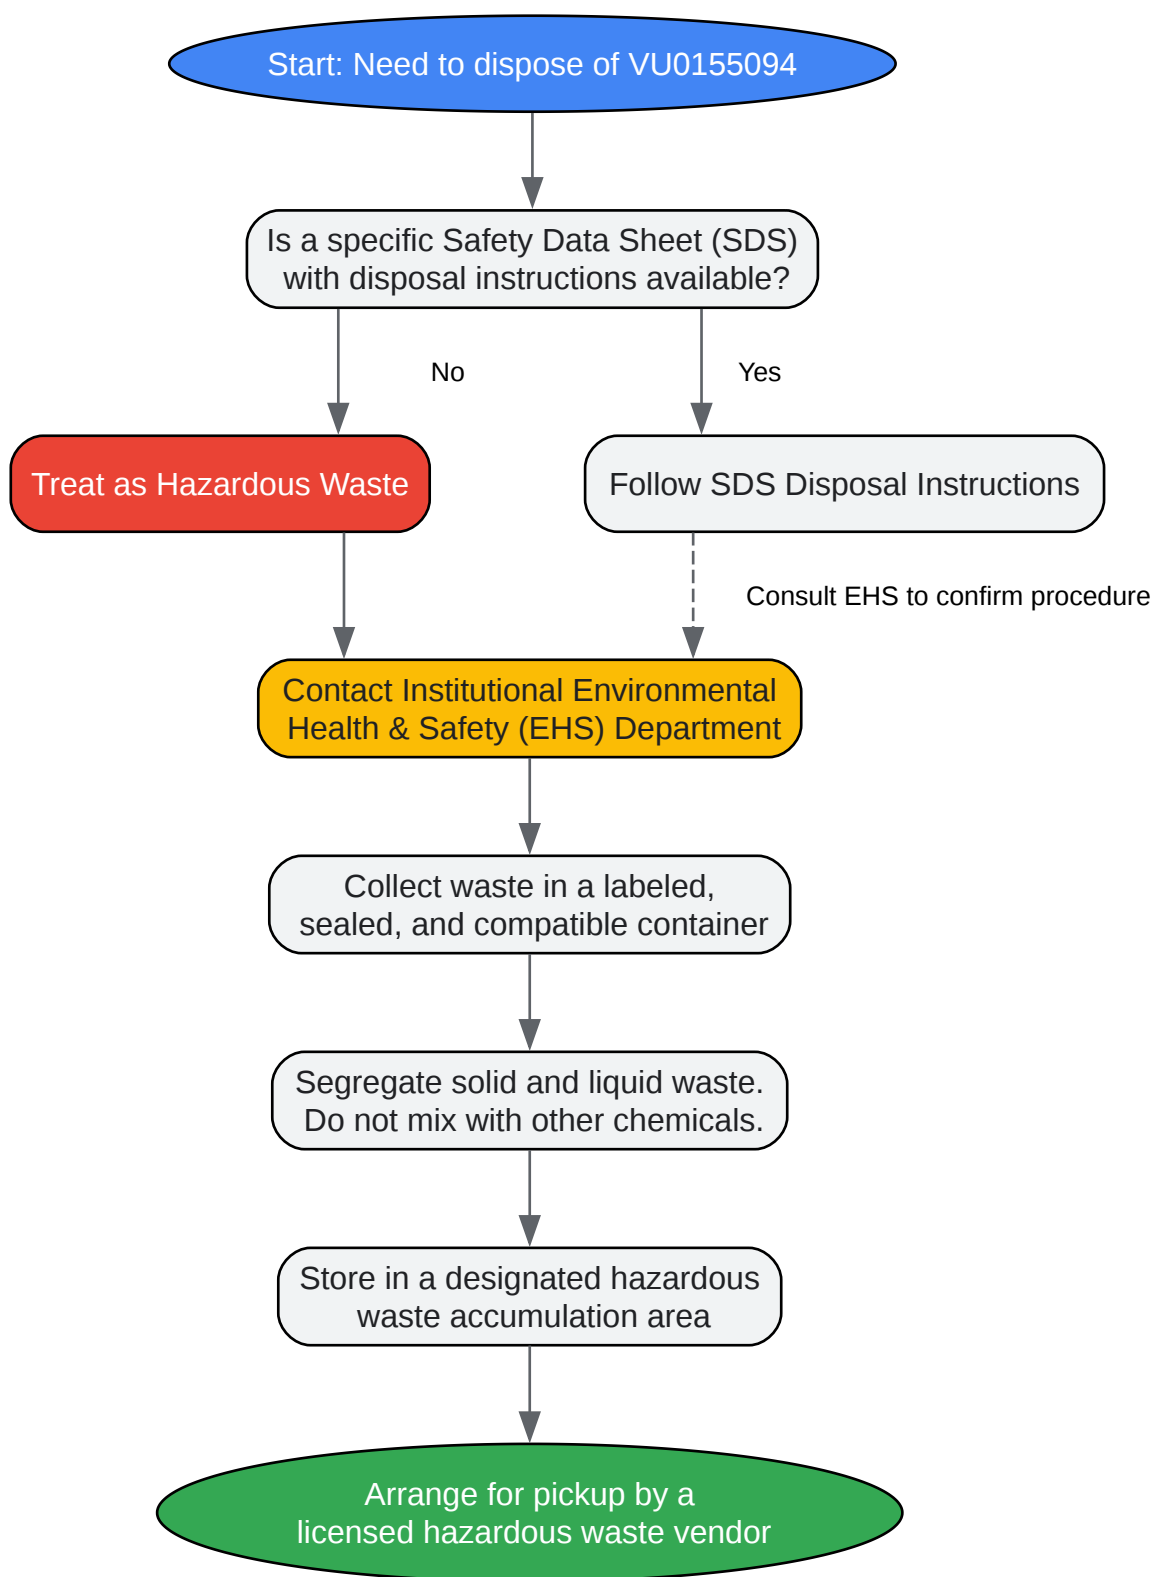 Start: Need to dispose of VU0155094
Is a specific Safety Data Sheet (SDS)
with disposal instructions available?
No
Yes
Treat as Hazardous Waste
Follow SDS Disposal Instructions
Consult EHS to confirm procedure
Contact Institutional Environmental
Health & Safety (EHS) Department
Collect waste in a labeled,
sealed, and compatible container
Segregate solid and liquid waste.
Do not mix with other chemicals.
Store in a designated hazardous
waste accumulation area
Arrange for pickup by a
licensed hazardous waste vendor